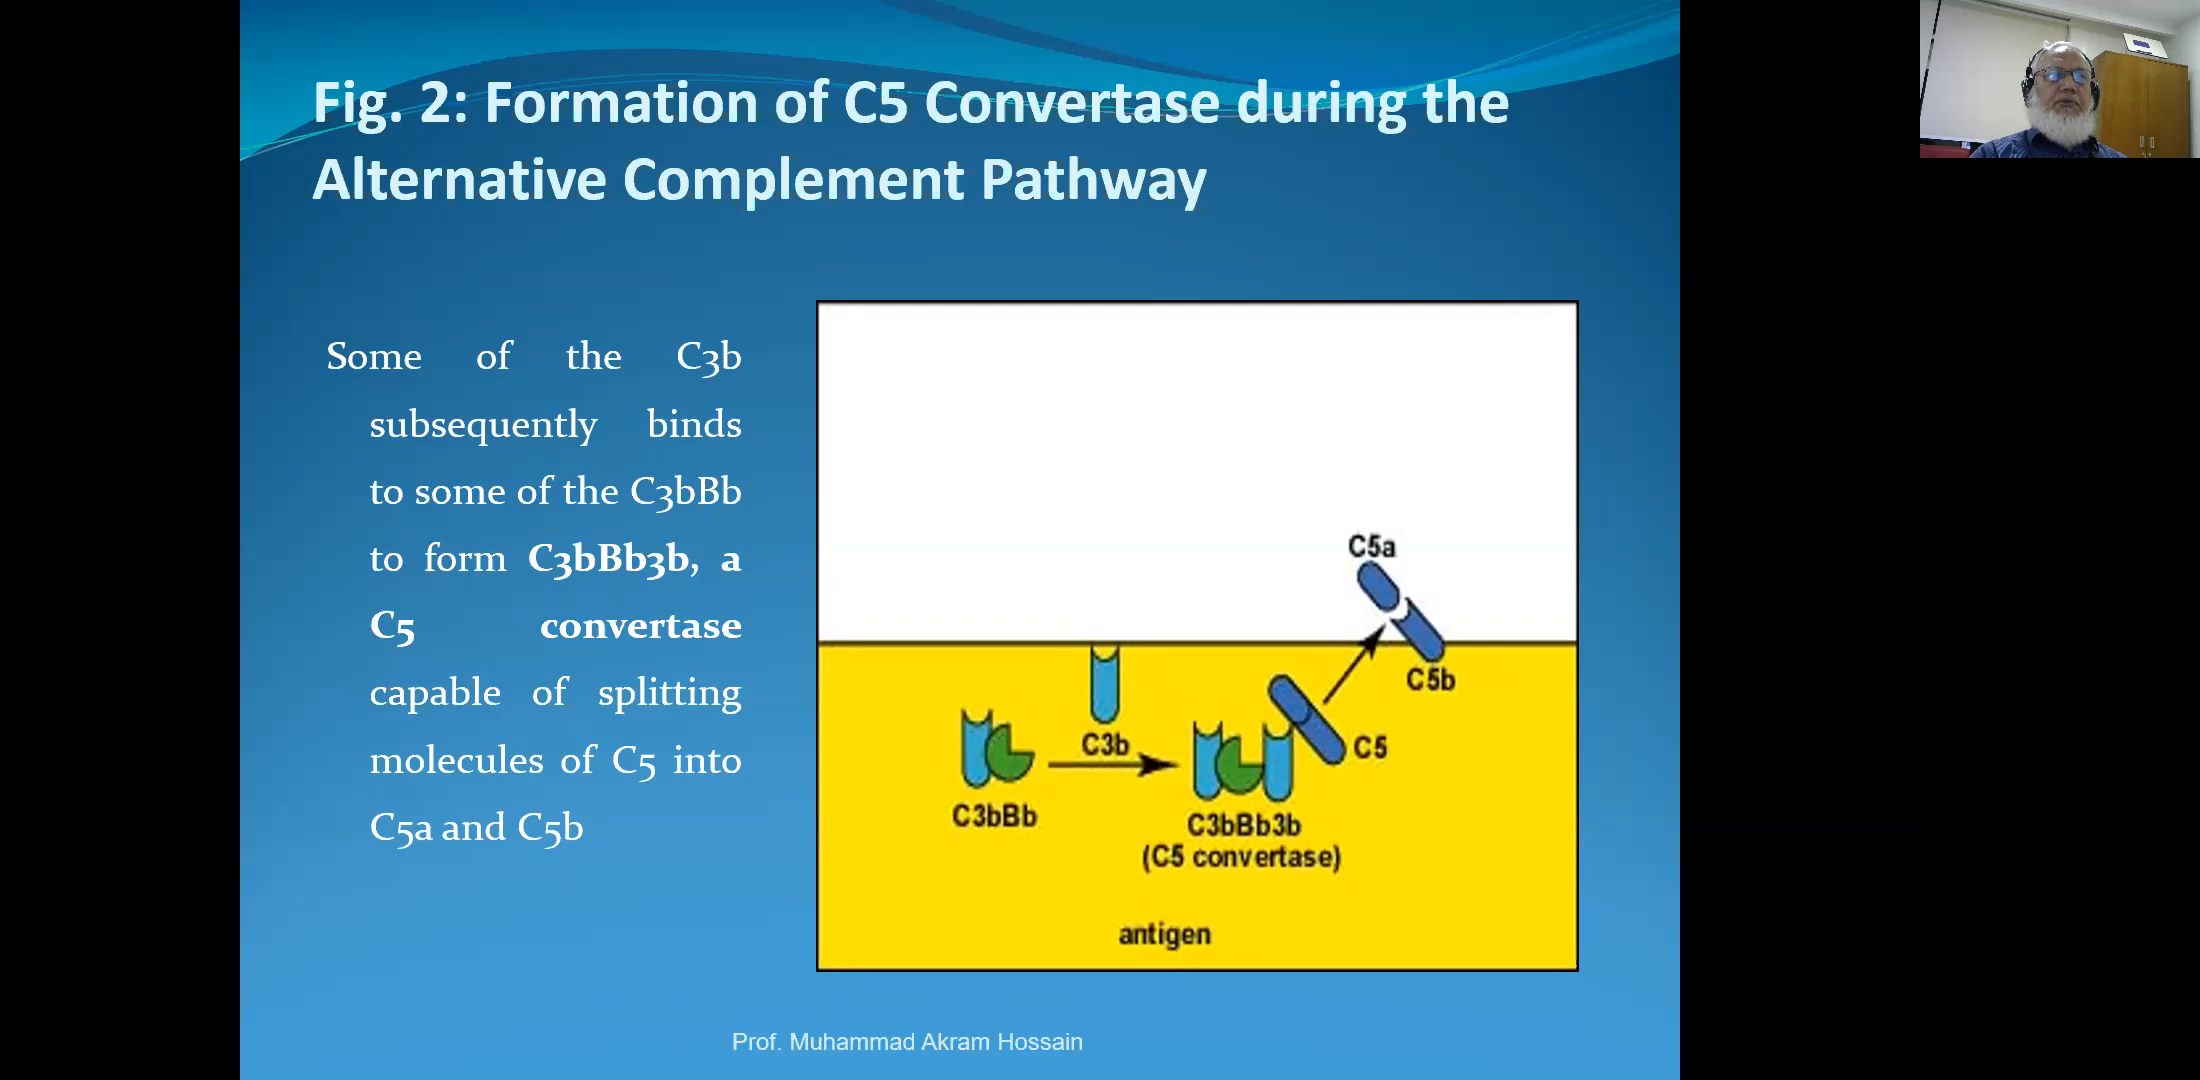 Fig. 2: Formation of C5 Convertase during the
Alternative Complement Pathway
Some of the C3b
subsequently binds
to some of the C3bBb
to form C3bBb3b, a
C5 convertase
capable of splitting
molecules of C5 into
C5a and C5b
C5a
C5b
C3b
C5
C3bBb
C3bBb3b
(C5 convertase)
antigen
Prof. Muhammad Akram Hossain